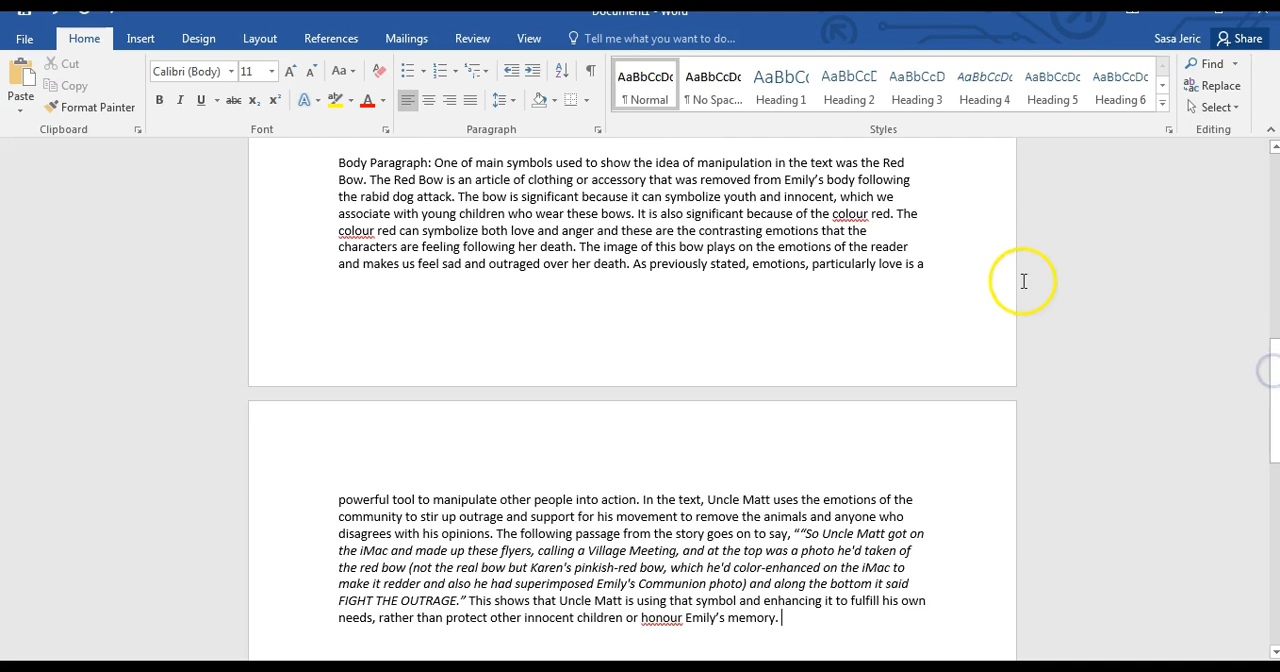 Document1 - Word
File Home Insert Design Layout References Mailings Review View Tell me what you want to do... Sasa Jeric Share
Cut
Copy
Format Painter
Paste
Clipboard
Calibri (Body) 11
Font
Paragraph
AaBbCcDc AaBbCcDc AaBbC AaBbCcE AaBbCcD AaBbCcDc AaBbCcDc AaBbCcDc
¶ Normal ¶ No Spac... Heading 1 Heading 2 Heading 3 Heading 4 Heading 5 Heading 6
Styles
Find
Replace
Select
Editing
Body Paragraph: One of main symbols used to show the idea of manipulation in the text was the Red
Bow. The Red Bow is an article of clothing or accessory that was removed from Emily’s body following
the rabid dog attack. The bow is significant because it can symbolize youth and innocent, which we
associate with young children who wear these bows. It is also significant because of the colour red. The
colour red can symbolize both love and anger and these are the contrasting emotions that the
characters are feeling following her death. The image of this bow plays on the emotions of the reader
and makes us feel sad and outraged over her death. As previously stated, emotions, particularly love is a
powerful tool to manipulate other people into action. In the text, Uncle Matt uses the emotions of the
community to stir up outrage and support for his movement to remove the animals and anyone who
disagrees with his opinions. The following passage from the story goes on to say, “““So Uncle Matt got on
the iMac and made up these flyers, calling a Village Meeting, and at the top was a photo he'd taken of
the red bow (not the real bow but Karen's pinkish-red bow, which he'd color-enhanced on the iMac to
make it redder and also he had superimposed Emily's Communion photo) and along the bottom it said
FIGHT THE OUTRAGE.” This shows that Uncle Matt is using that symbol and enhancing it to fulfill his own
needs, rather than protect other innocent children or honour Emily’s memory.